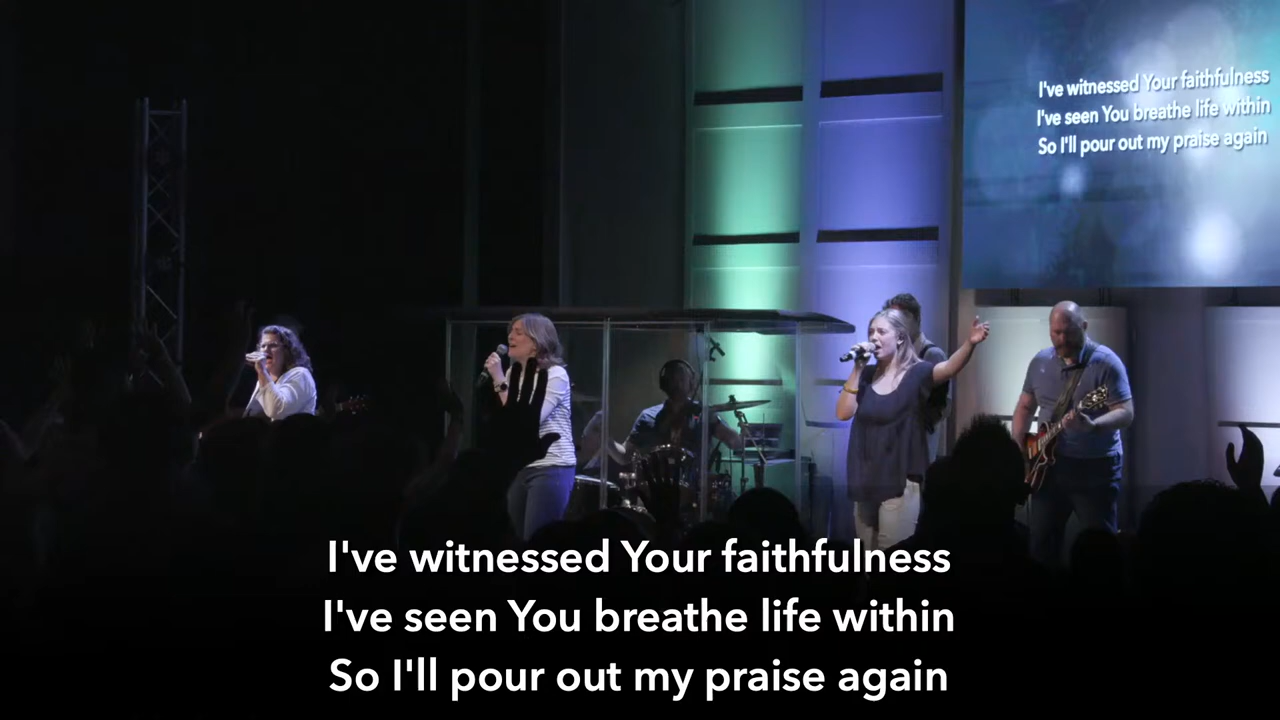 I've witnessed Your faithfulness
I've seen You breathe life within
So I'll pour out my praise again
I've witnessed Your faithfulness
I've seen You breathe life within
So I'll pour out my praise again